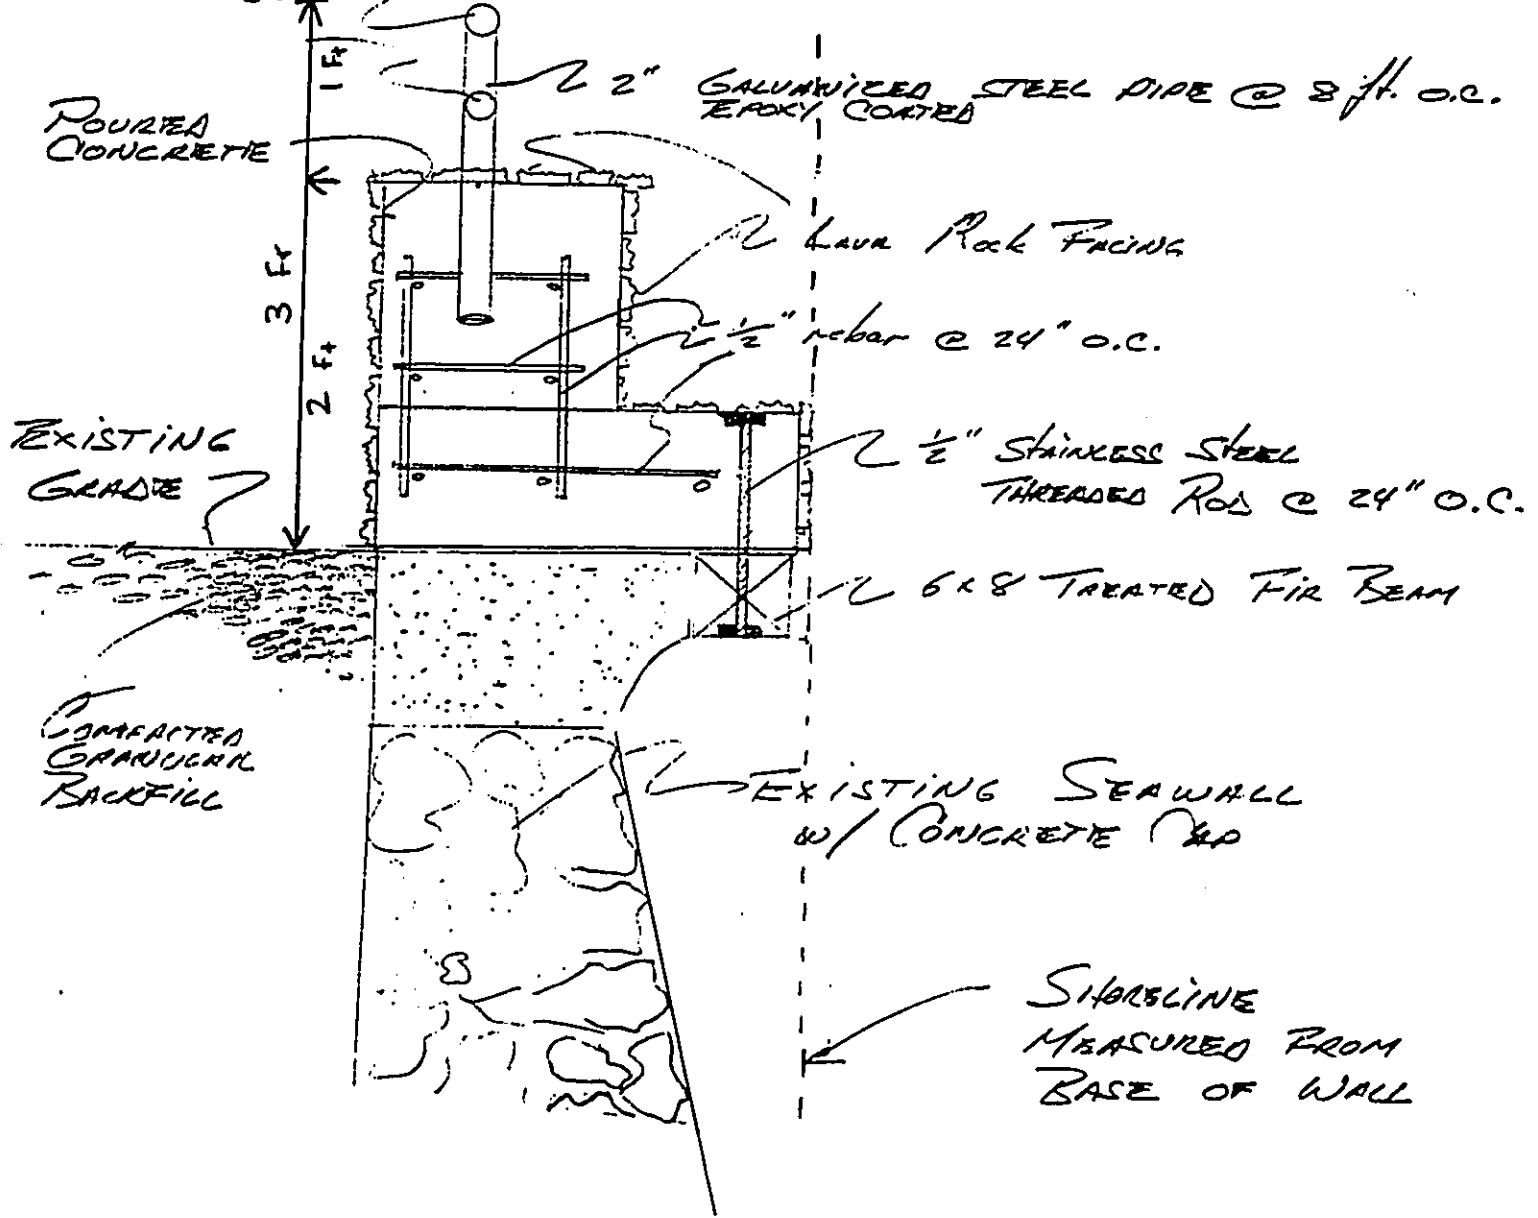 1 Ft
2" GALVANIZED STEEL PIPE @ 8 ft. O.C.
EPOXY COATED
POURED
CONCRETE
LAVA ROCK FACING
3 Ft
½" rebar @ 24" O.C.
2 Ft
EXISTING
GRADE
½" STAINLESS STEEL
THREADED ROD @ 24" O.C.
6x8 TREATED FIR BEAM
COMPACTED
GRANULAR
BACKFILL
EXISTING SEAWALL
w/ CONCRETE CAP
SHORELINE
MEASURED FROM
BASE OF WALL